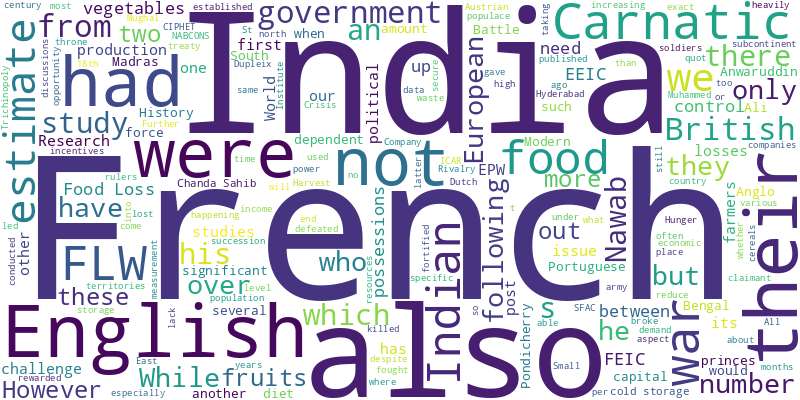 India
French
also
their
had
were
not
English
Carnatic
we
from
government
an
two
food
war
Indian
FLW
British
there
only
they
estimate
study
European
Nawab
following
these
have
his
over
which
While
fruits
However
number
he
but
more
out
who
control
EEIC
FEIC
Food Loss
vegetables
production
Research
History
World
South
Madras
political
possessions
significant
studies
several
another
challenge
diet
Chanda Sahib
dependent
force
first
one
other
our
up
need
such
issue
post
EPW
Portuguese
between
capital
cold storage
princes
would
has
its
Bengal
Anglo
farmers
losses
Ali
Anwaruddin
Battle
Modern
Rivalry
Dutch
Company
Hyderabad
Muhammed
Pondicherry
Trichinopoly
Dupleix
Mughal
CIPHET
NABCONS
ICAR
SFAC
Institute
Crisis
Harvest
Hunger
Austrian
Further
century
established
treaty
throne
opportunity
discussions
incentives
rulers
conducted
territories
measurement
storage
population
succession
happening
income
rewarded
especially
defeated
resources
despite
fought
killed
fortified
specific
published
subcontinent
soldiers
populace
increasing
heavily
companies
country
economic
various
whether
claimant
cereals
reduce
demand
aspect
broke
months
about
Small
army
place
often
under
what
still
secure
waste
data
high
gave
amount
exact
taking
quot
than
too
or
most
18th
north
when
same
time
power
used
latter
will
end
level
lack
years
East
where
able
so
no
per
All
s
t
led
lost
come
into
ago
St